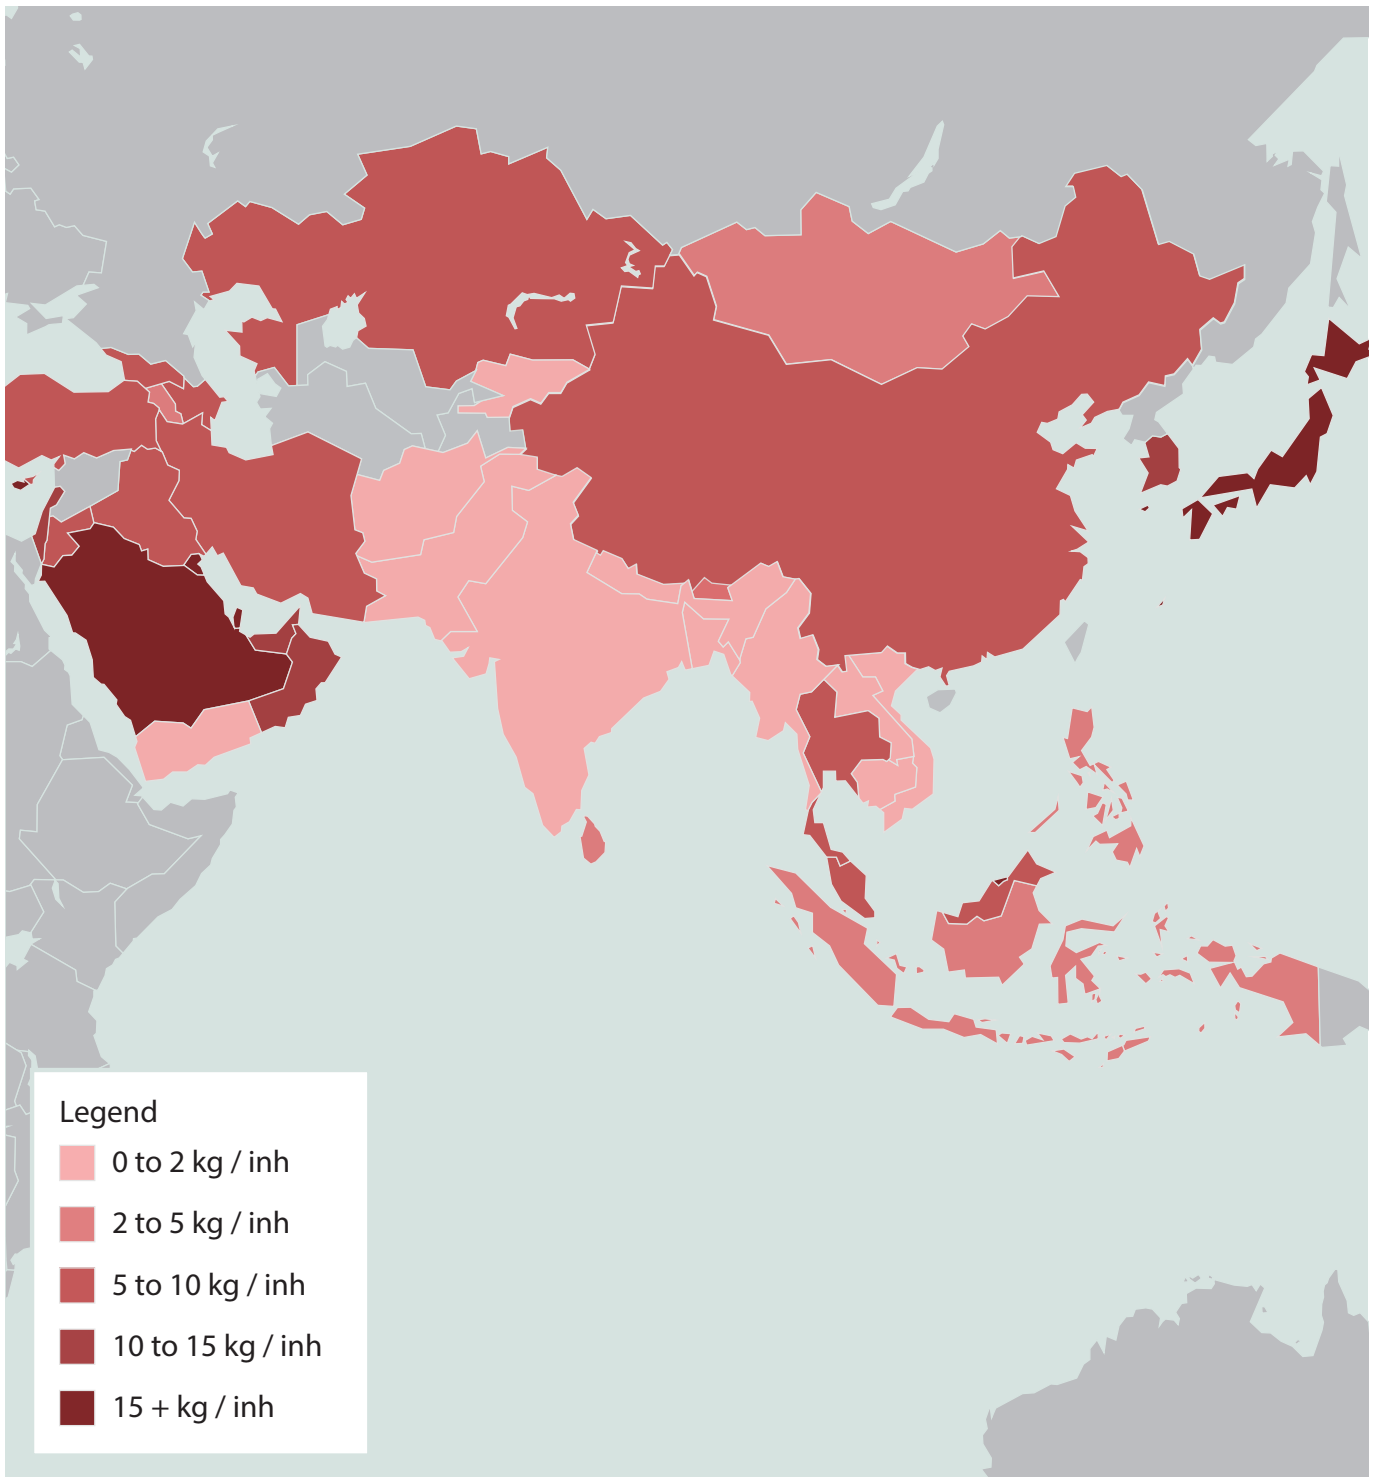 Legend
0 to 2 kg / inh
2 to 5 kg / inh
5 to 10 kg / inh
10 to 15 kg / inh
15 + kg / inh